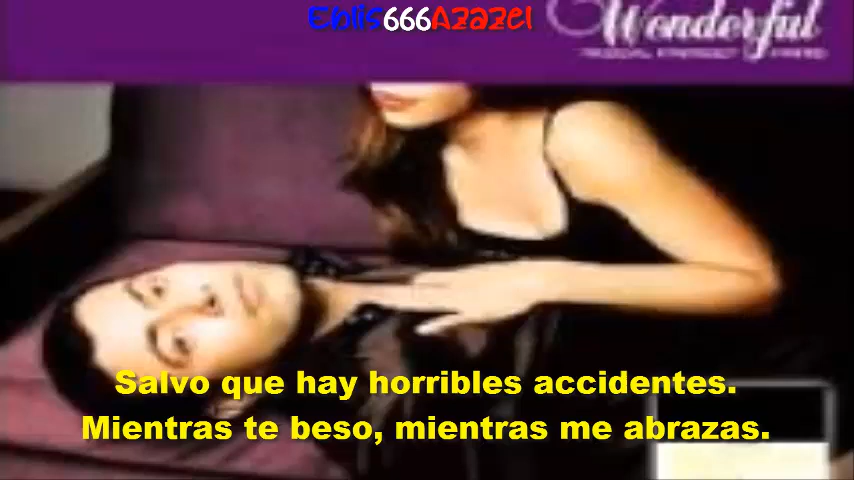 Eblis666Azazel
Wonderful
Salvo que hay horribles accidentes.
Mientras te beso, mientras me abrazas.